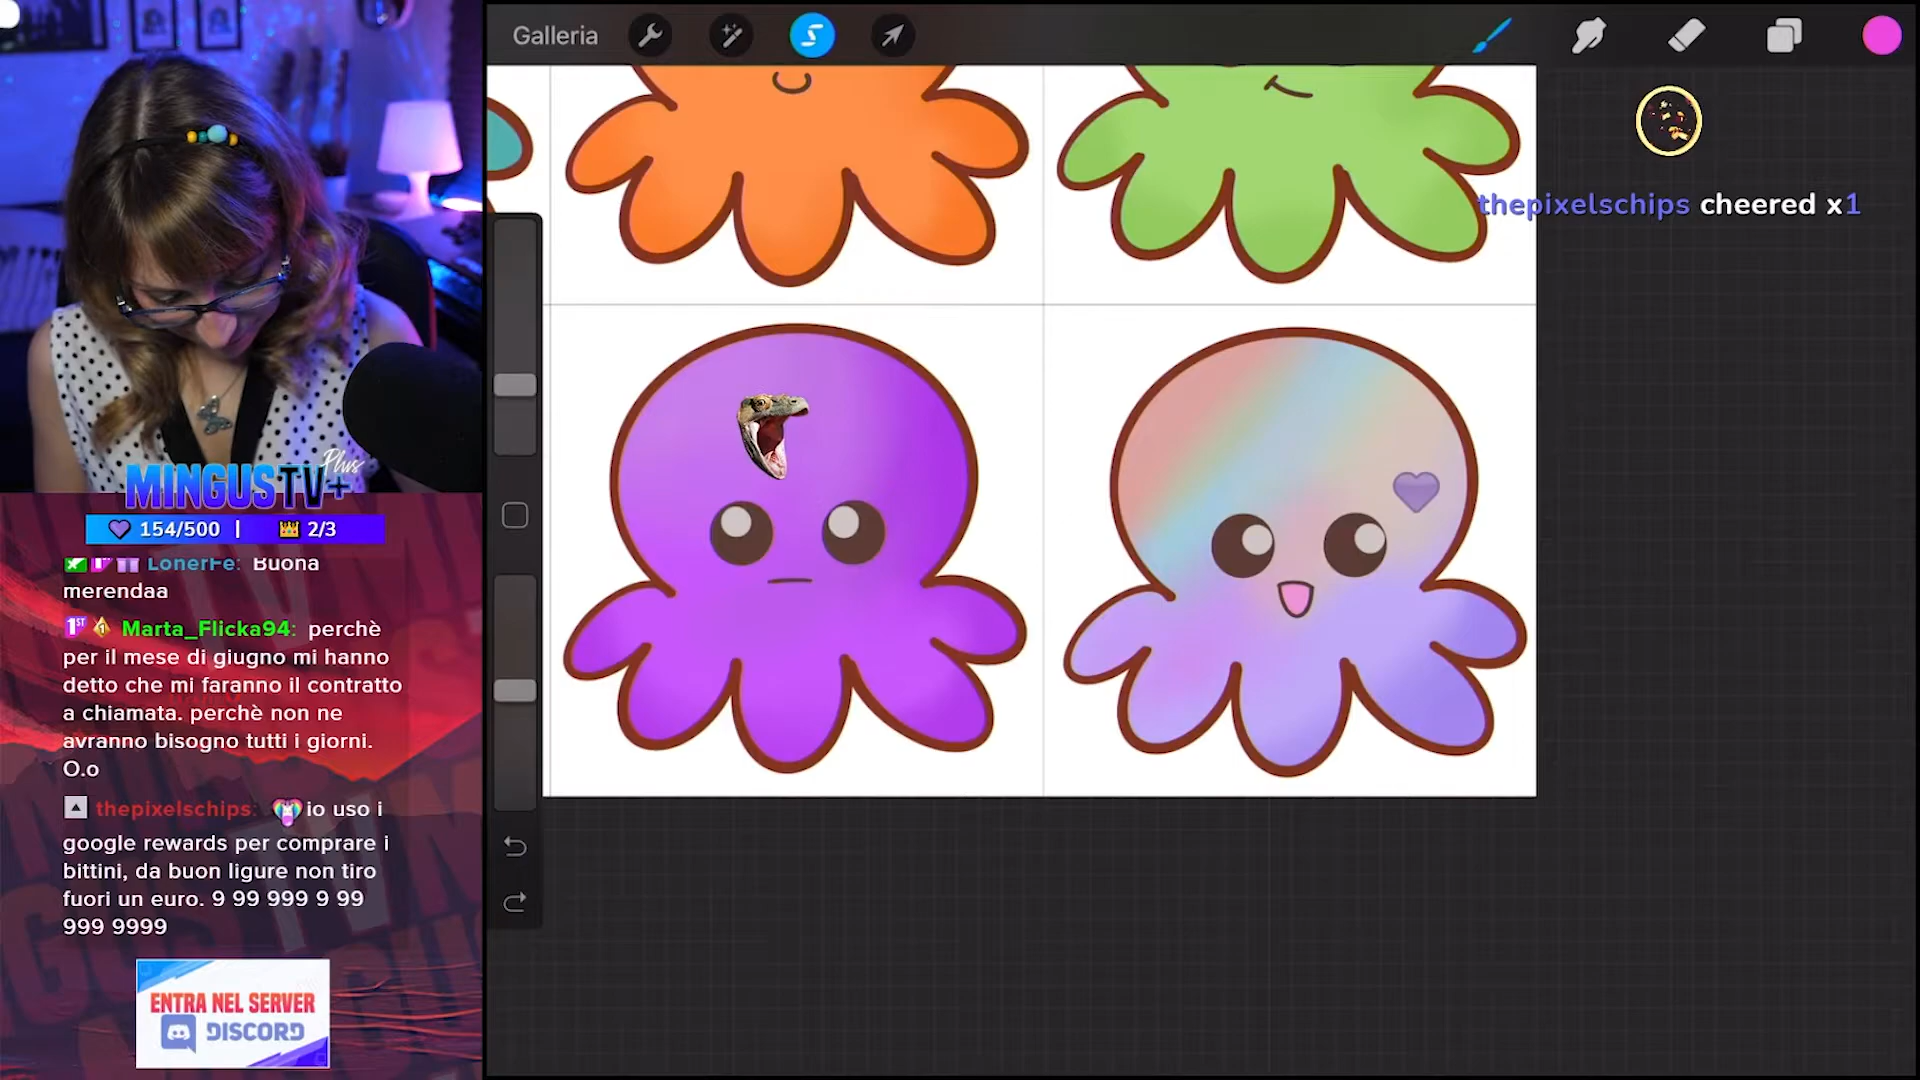 Galleria
thepixelschips cheered x1
MINGUSTV+
Plus
154/500 | 2/3
LonerFe: Buona
merendaa
1ST 1 Marta_Flicka94: perchè
per il mese di giugno mi hanno
detto che mi faranno il contratto
a chiamata. perchè non ne
avranno bisogno tutti i giorni.
O.o
thepixelschips: io uso i
google rewards per comprare i
bittini, da buon ligure non tiro
fuori un euro. 9 99 999 9 99
999 9999
ENTRA NEL SERVER
DISCORD